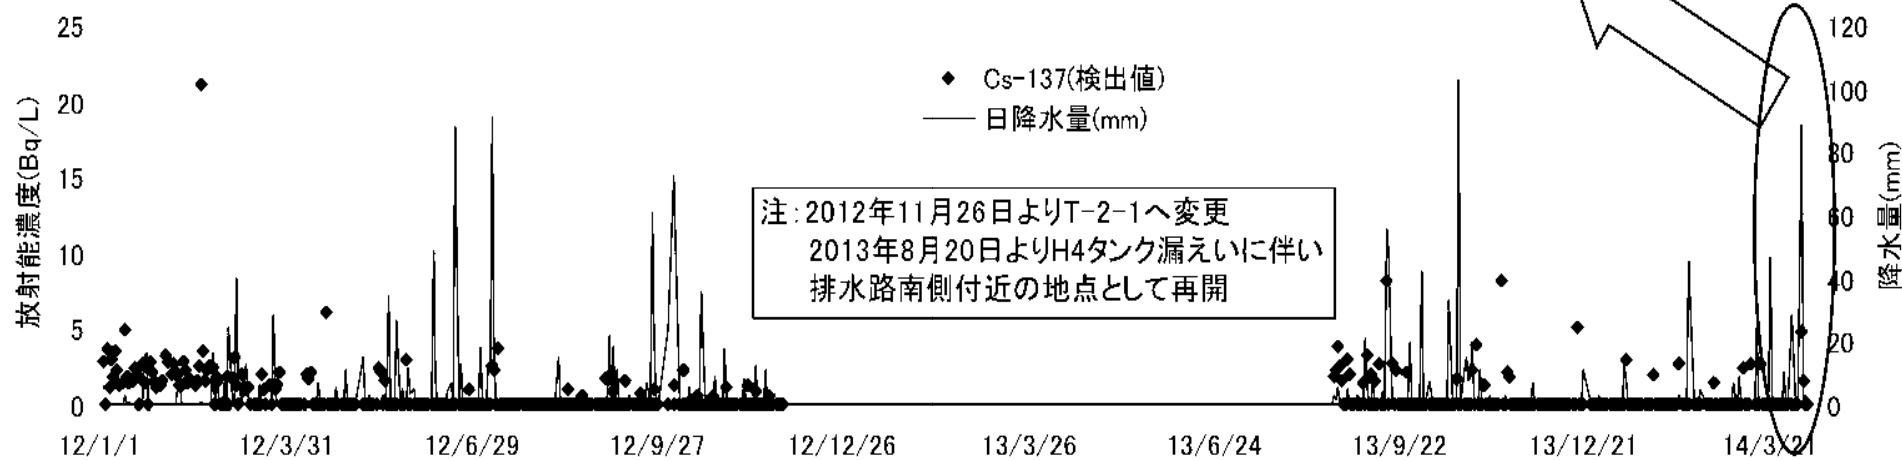 25
20
15
10
5
0
放射能濃度(Bq/L)
Cs-137(検出値)
日降水量(mm)
注:2012年11月26日よりT-2-1へ変更
2013年8月20日よりH4タンク漏えいに伴い
排水路南側付近の地点として再開
120
100
80
60
40
20
0
降水量(mm)
12/1/1 12/3/31 12/6/29 12/9/27 12/12/26 13/3/26 13/6/24 13/9/22 13/12/21 14/3/21